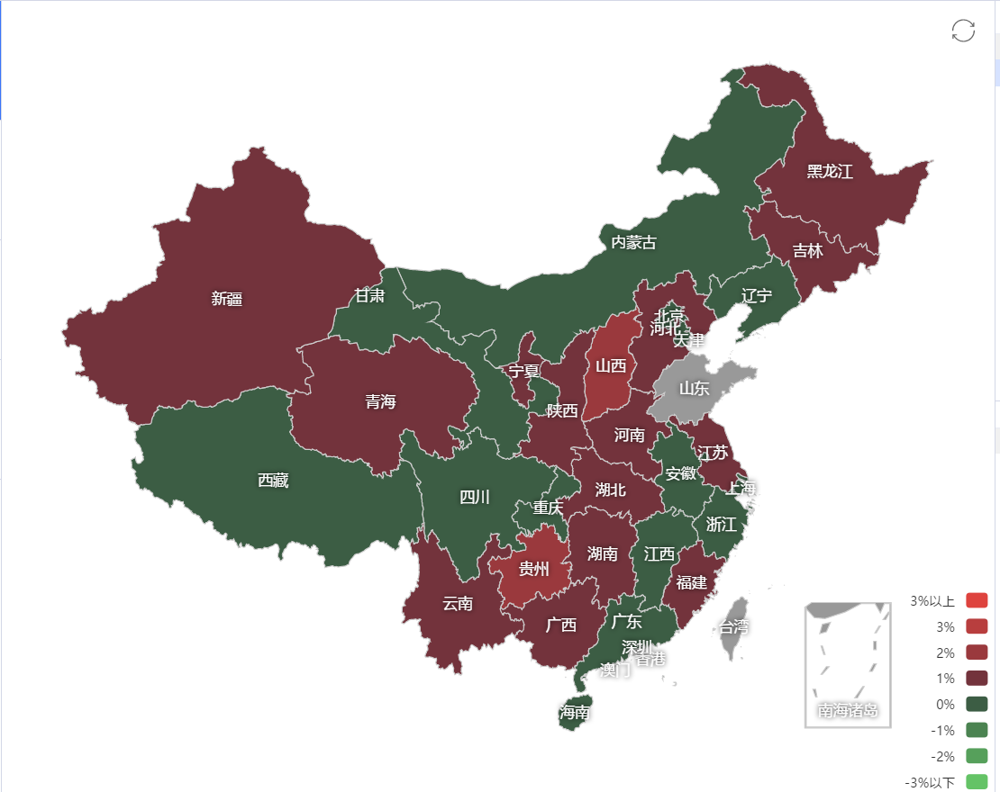 黑龙江
内蒙古
吉林
新疆
甘肃
辽宁
北京
河北
天津
山西
宁夏
山东
青海
陕西
河南
江苏
安徽
西藏
上海
湖北
四川
重庆
浙江
湖南
江西
贵州
福建
云南
3%以上
广东
广西
3%
台湾
深圳
2%
香港
澳门
1%
0%
南海诸岛
海南
-1%
-2%
-3%以下